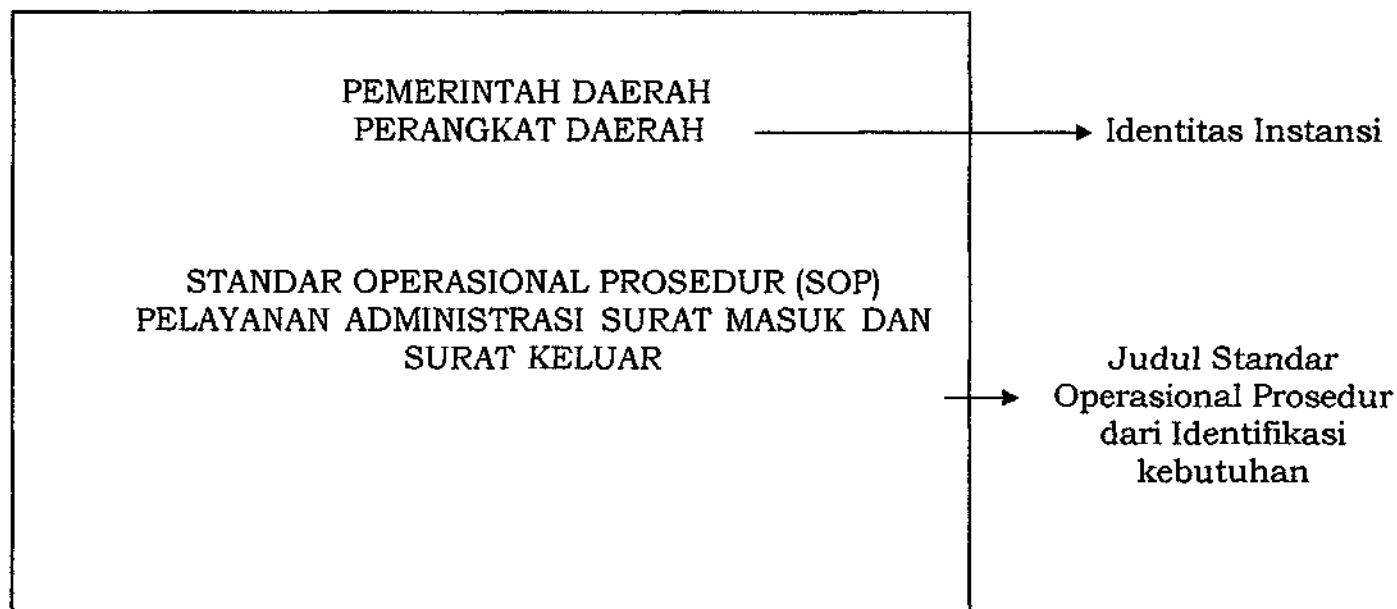 PEMERINTAH DAERAH
PERANGKAT DAERAH
Identitas Instansi
STANDAR OPERASIONAL PROSEDUR (SOP)
PELAYANAN ADMINISTRASI SURAT MASUK DAN
SURAT KELUAR
Judul Standar
Operasional Prosedur
dari Identifikasi
kebutuhan